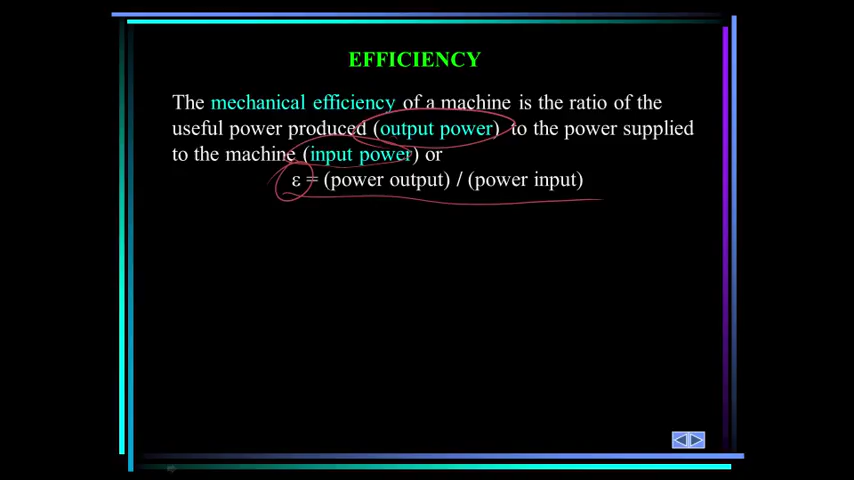 EFFICIENCY
The mechanical efficiency of a machine is the ratio of the
useful power produced (output power) to the power supplied
to the machine (input power) or
ε = (power output) / (power input)